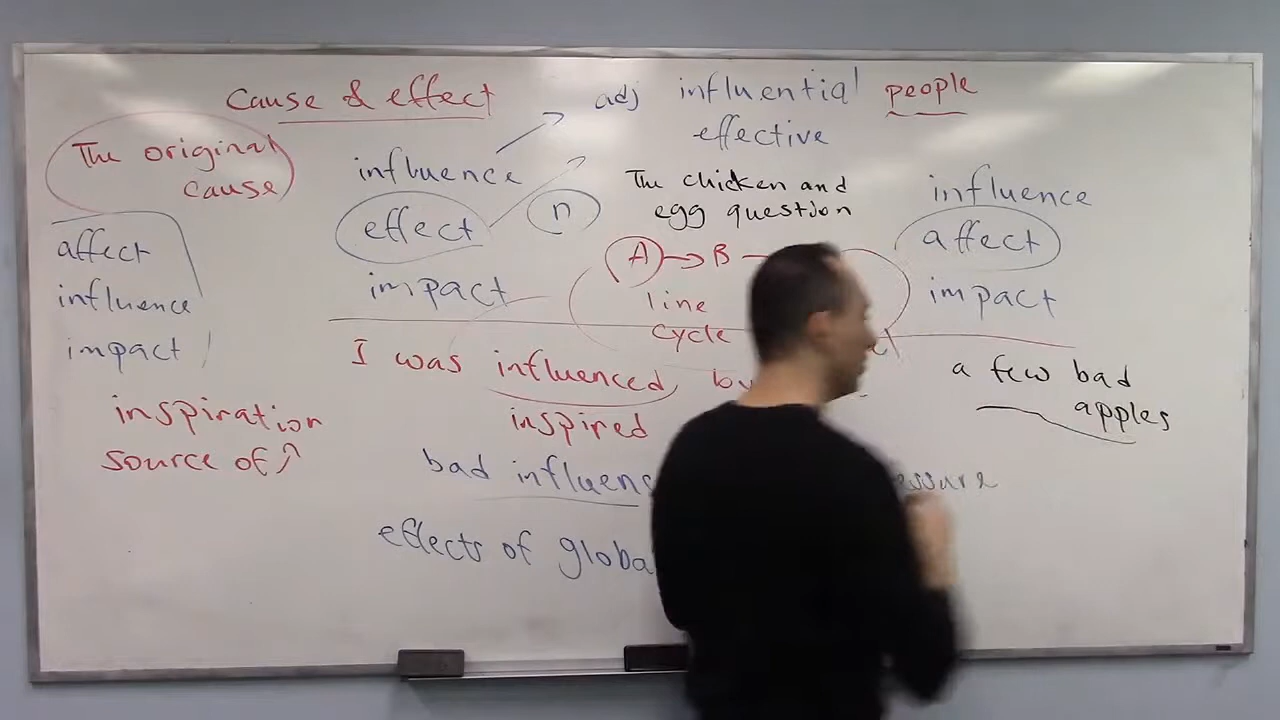 Cause & effect
adj influential people
effective
The original
cause
influence
effect
n
impact
The chicken and
egg question
A → B
line
cycle
influence
affect
impact
affect
influence
impact
I was influenced by
inspired
a few bad
apples
inspiration
source of
bad
effects of